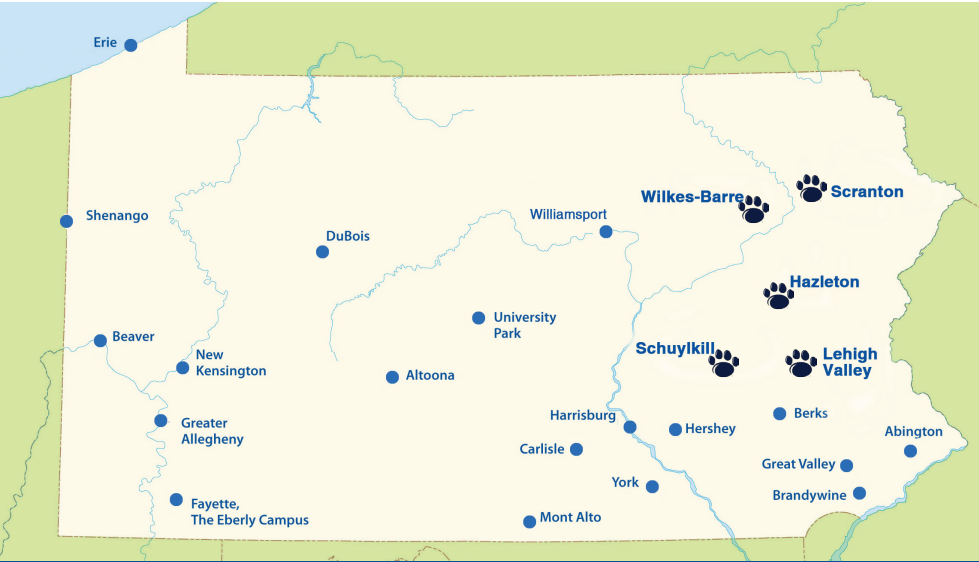 Erie
Wilkes-Barre
Scranton
Shenango
Williamsport
DuBois
Hazleton
University
Park
Beaver
Schuylkill
New
Kensington
Lehigh
Valley
Altoona
Harrisburg
Berks
Greater
Allegheny
Hershey
Abington
Carlisle
Great Valley
York
Brandywine
Fayette,
The Eberly Campus
Mont Alto